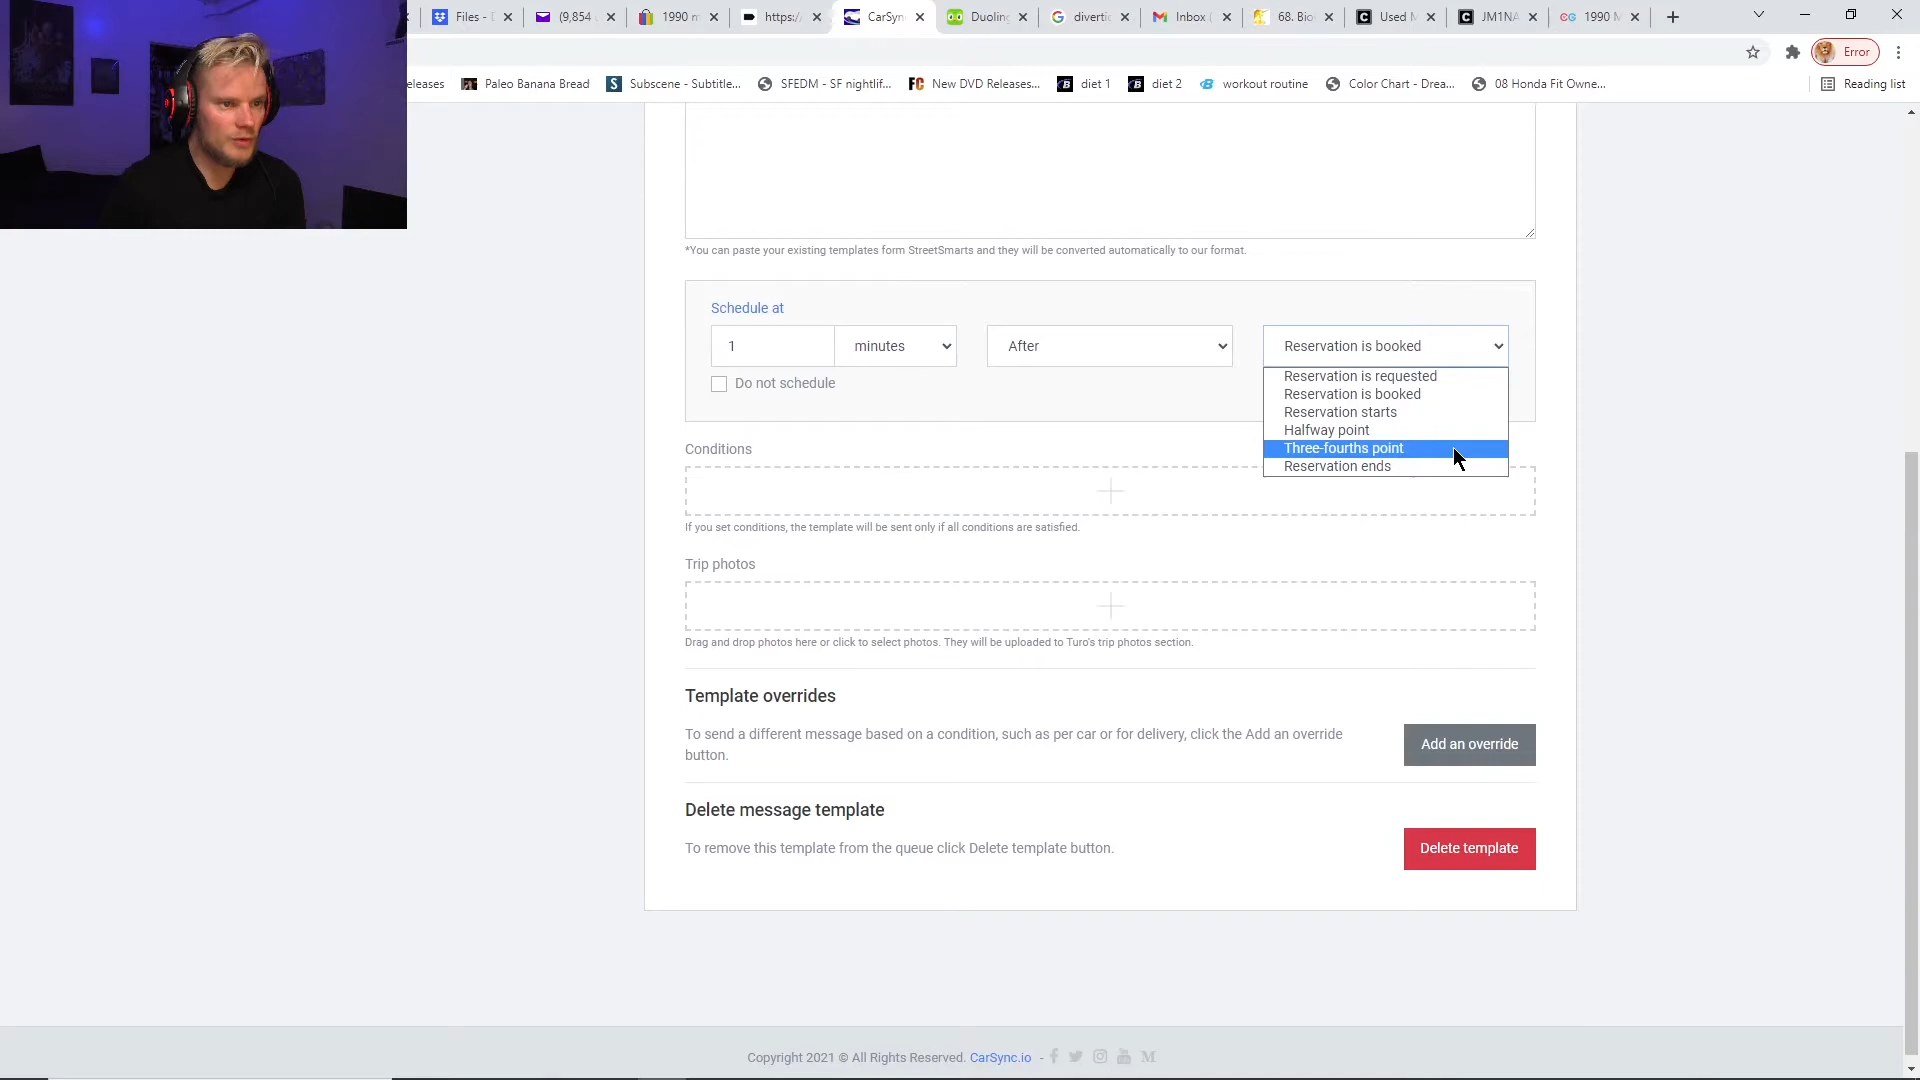 Files - D
(9,854
1990 m
https:/
CarSyn
Duoling
divertic
Inbox (
68. Bio
Used M
JM1NA
1990 M
Error
eleases
Paleo Banana Bread
Subscene - Subtitle...
SFEDM - SF nightlif...
New DVD Releases...
diet 1
diet 2
workout routine
Color Chart - Drea...
08 Honda Fit Owne...
Reading list
*You can paste your existing templates form StreetSmarts and they will be converted automatically to our format.
Schedule at
1
minutes
After
Reservation is booked
Do not schedule
Reservation is requested
Reservation is booked
Reservation starts
Halfway point
Three-fourths point
Reservation ends
Conditions
If you set conditions, the template will be sent only if all conditions are satisfied.
Trip photos
Drag and drop photos here or click to select photos. They will be uploaded to Turo's trip photos section.
Template overrides
To send a different message based on a condition, such as per car or for delivery, click the Add an override
button.
Add an override
Delete message template
To remove this template from the queue click Delete template button.
Delete template
Copyright 2021 © All Rights Reserved. CarSync.io -